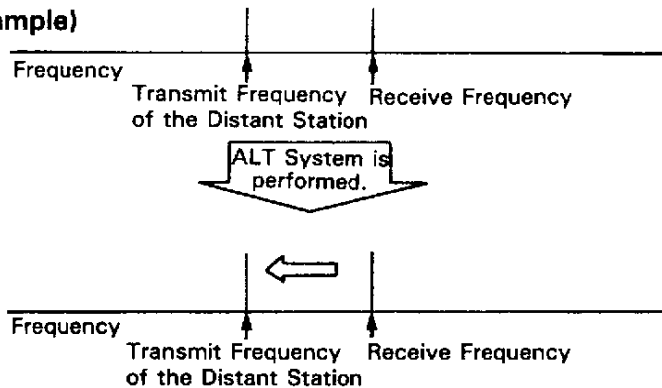 ample)
Frequency
Transmit Frequency Receive Frequency
of the Distant Station
ALT System is
performed.
Frequency
Transmit Frequency Receive Frequency
of the Distant Station